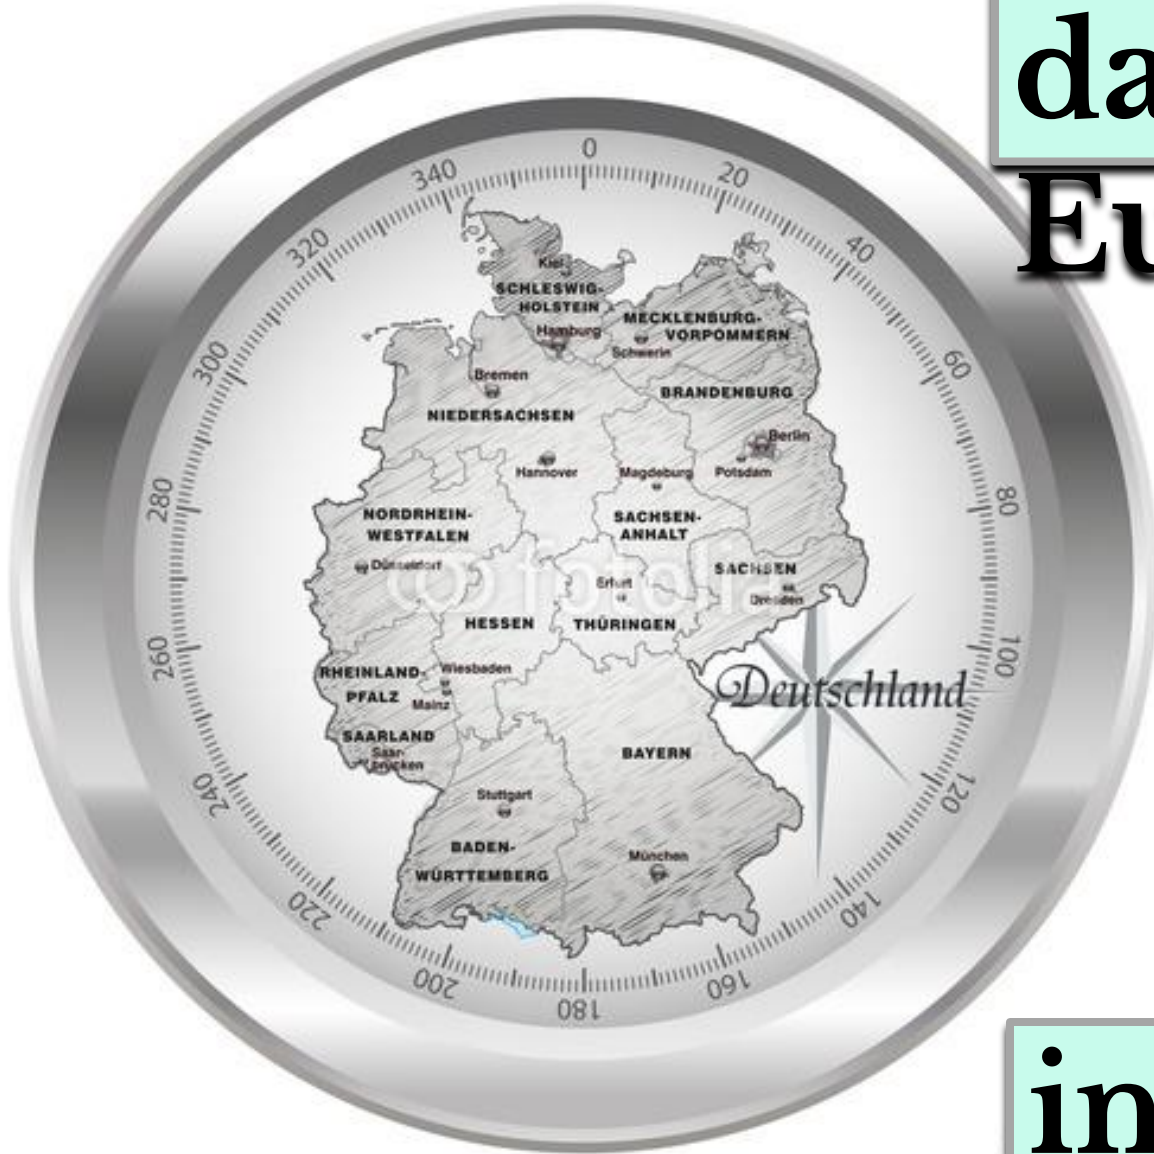 da
Eu
0
20
40
60
80
100
120
140
160
180
200
220
240
260
280
300
320
340
Kiel
SCHLESWIG-
HOLSTEIN
Hamburg
MECKLENBURG-
VORPOMMERN
Schwerin
Bremen
BRANDENBURG
NIEDERSACHSEN
Berlin
Hannover
Magdeburg
Potsdam
NORDRHEIN-
WESTFALEN
SACHSEN-
ANHALT
Düsseldorf
SACHSEN
fotolia
Erfurt
Dresden
HESSEN
THÜRINGEN
RHEINLAND-
PFALZ
Wiesbaden
Mainz
Deutschland
SAARLAND
Saar-
brücken
BAYERN
Stuttgart
BADEN-
WÜRTTEMBERG
München
in